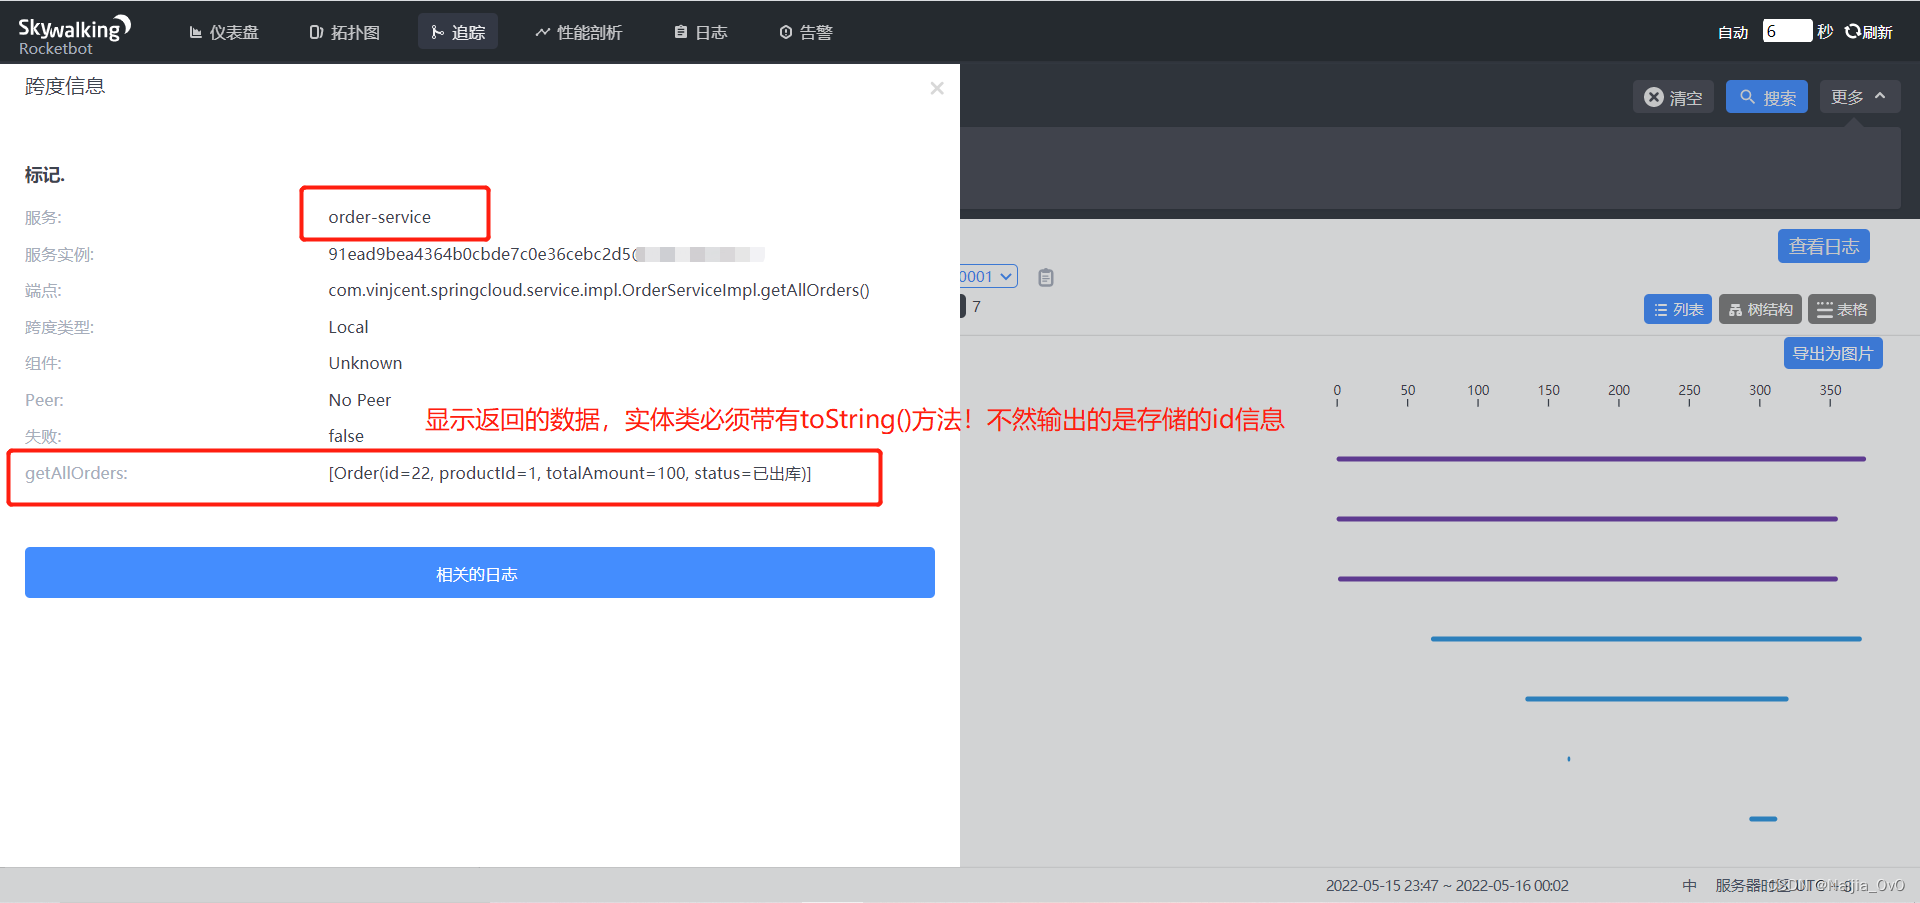 Skywalking
Rocketbot
仪表盘
拓扑图
追踪
性能剖析
日志
告警
自动 6 秒 刷新
跨度信息
清空
搜索
更多
标记.
服务: order-service
服务实例: 91ead9bea4364b0cbde7c0e36cebc2d5
端点: com.vinjcent.springcloud.service.impl.OrderServiceImpl.getAllOrders()
跨度类型: Local
组件: Unknown
Peer: No Peer
失败: false
显示返回的数据，实体类必须带有toString()方法！不然输出的是存储的id信息
getAllOrders: [Order(id=22, productId=1, totalAmount=100, status=已出库)]
相关的日志
查看日志
0001
7
列表
树结构
表格
导出为图片
0 50 100 150 200 250 300 350
2022-05-15 23:47 ~ 2022-05-16 00:02
中
服务器时区UTC +
CSDN @Naijia_OvO